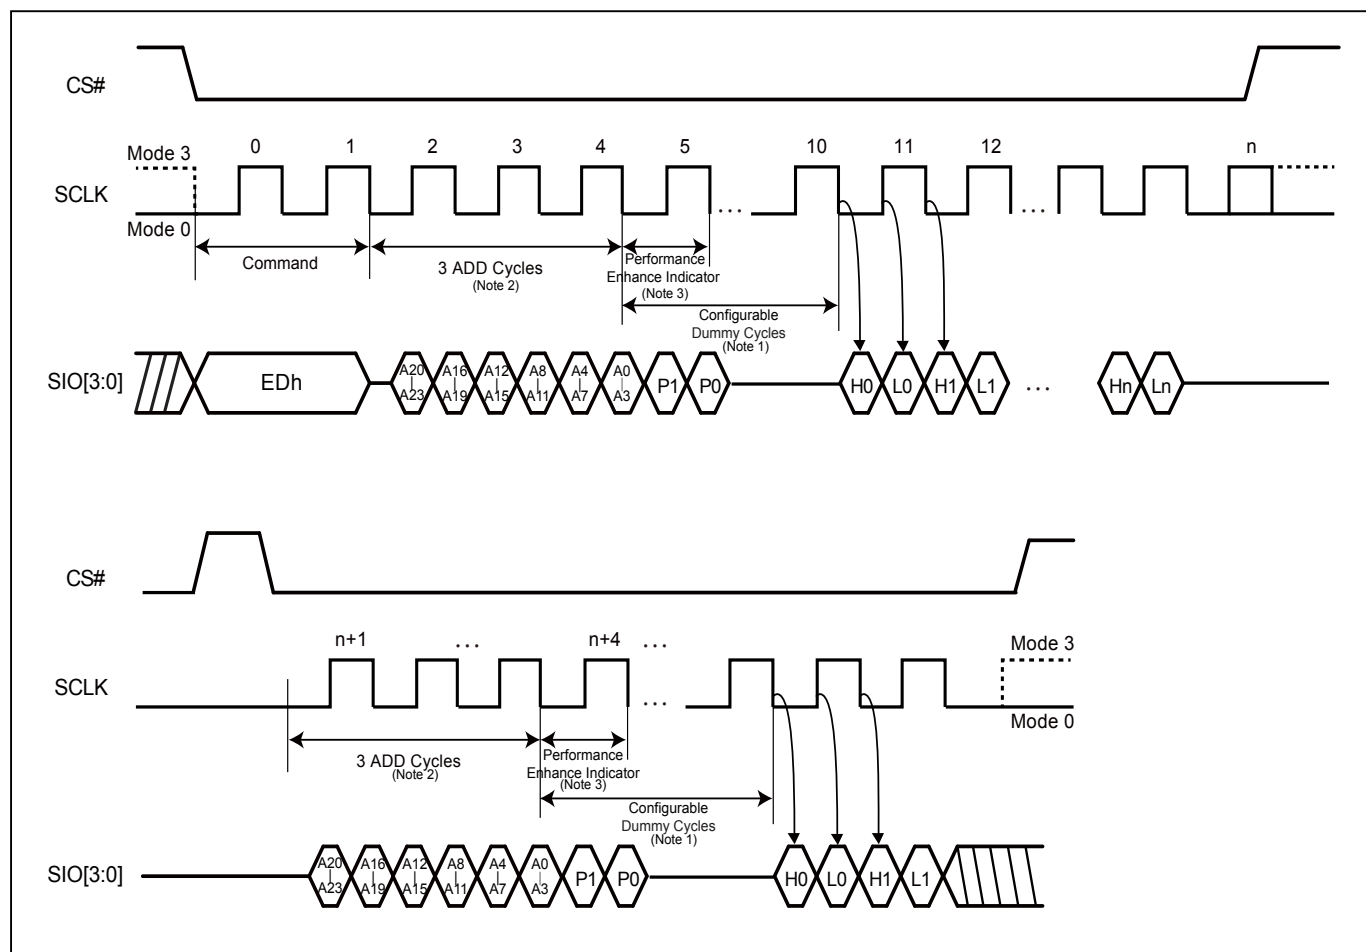 CS#
0 1 2 3 4 5 10 11 12 n
Mode 3
SCLK
Mode 0
...
...
Command
3 ADD Cycles
(Note 2)
Performance
Enhance Indicator
(Note 3)
Configurable
Dummy Cycles
(Note 1)
SIO[3:0]
EDh
A20 | A23
A16 | A19
A12 | A15
A8 | A11
A4 | A7
A0 | A3
P1 P0 H0 L0 H1 L1 ... Hn Ln
CS#
n+1 ... n+4 ...
Mode 3
SCLK
...
Mode 0
3 ADD Cycles
(Note 2)
Performance
Enhance Indicator
(Note 3)
Configurable
Dummy Cycles
(Note 1)
SIO[3:0]
A20 | A23
A16 | A19
A12 | A15
A8 | A11
A4 | A7
A0 | A3
P1 P0 H0 L0 H1 L1